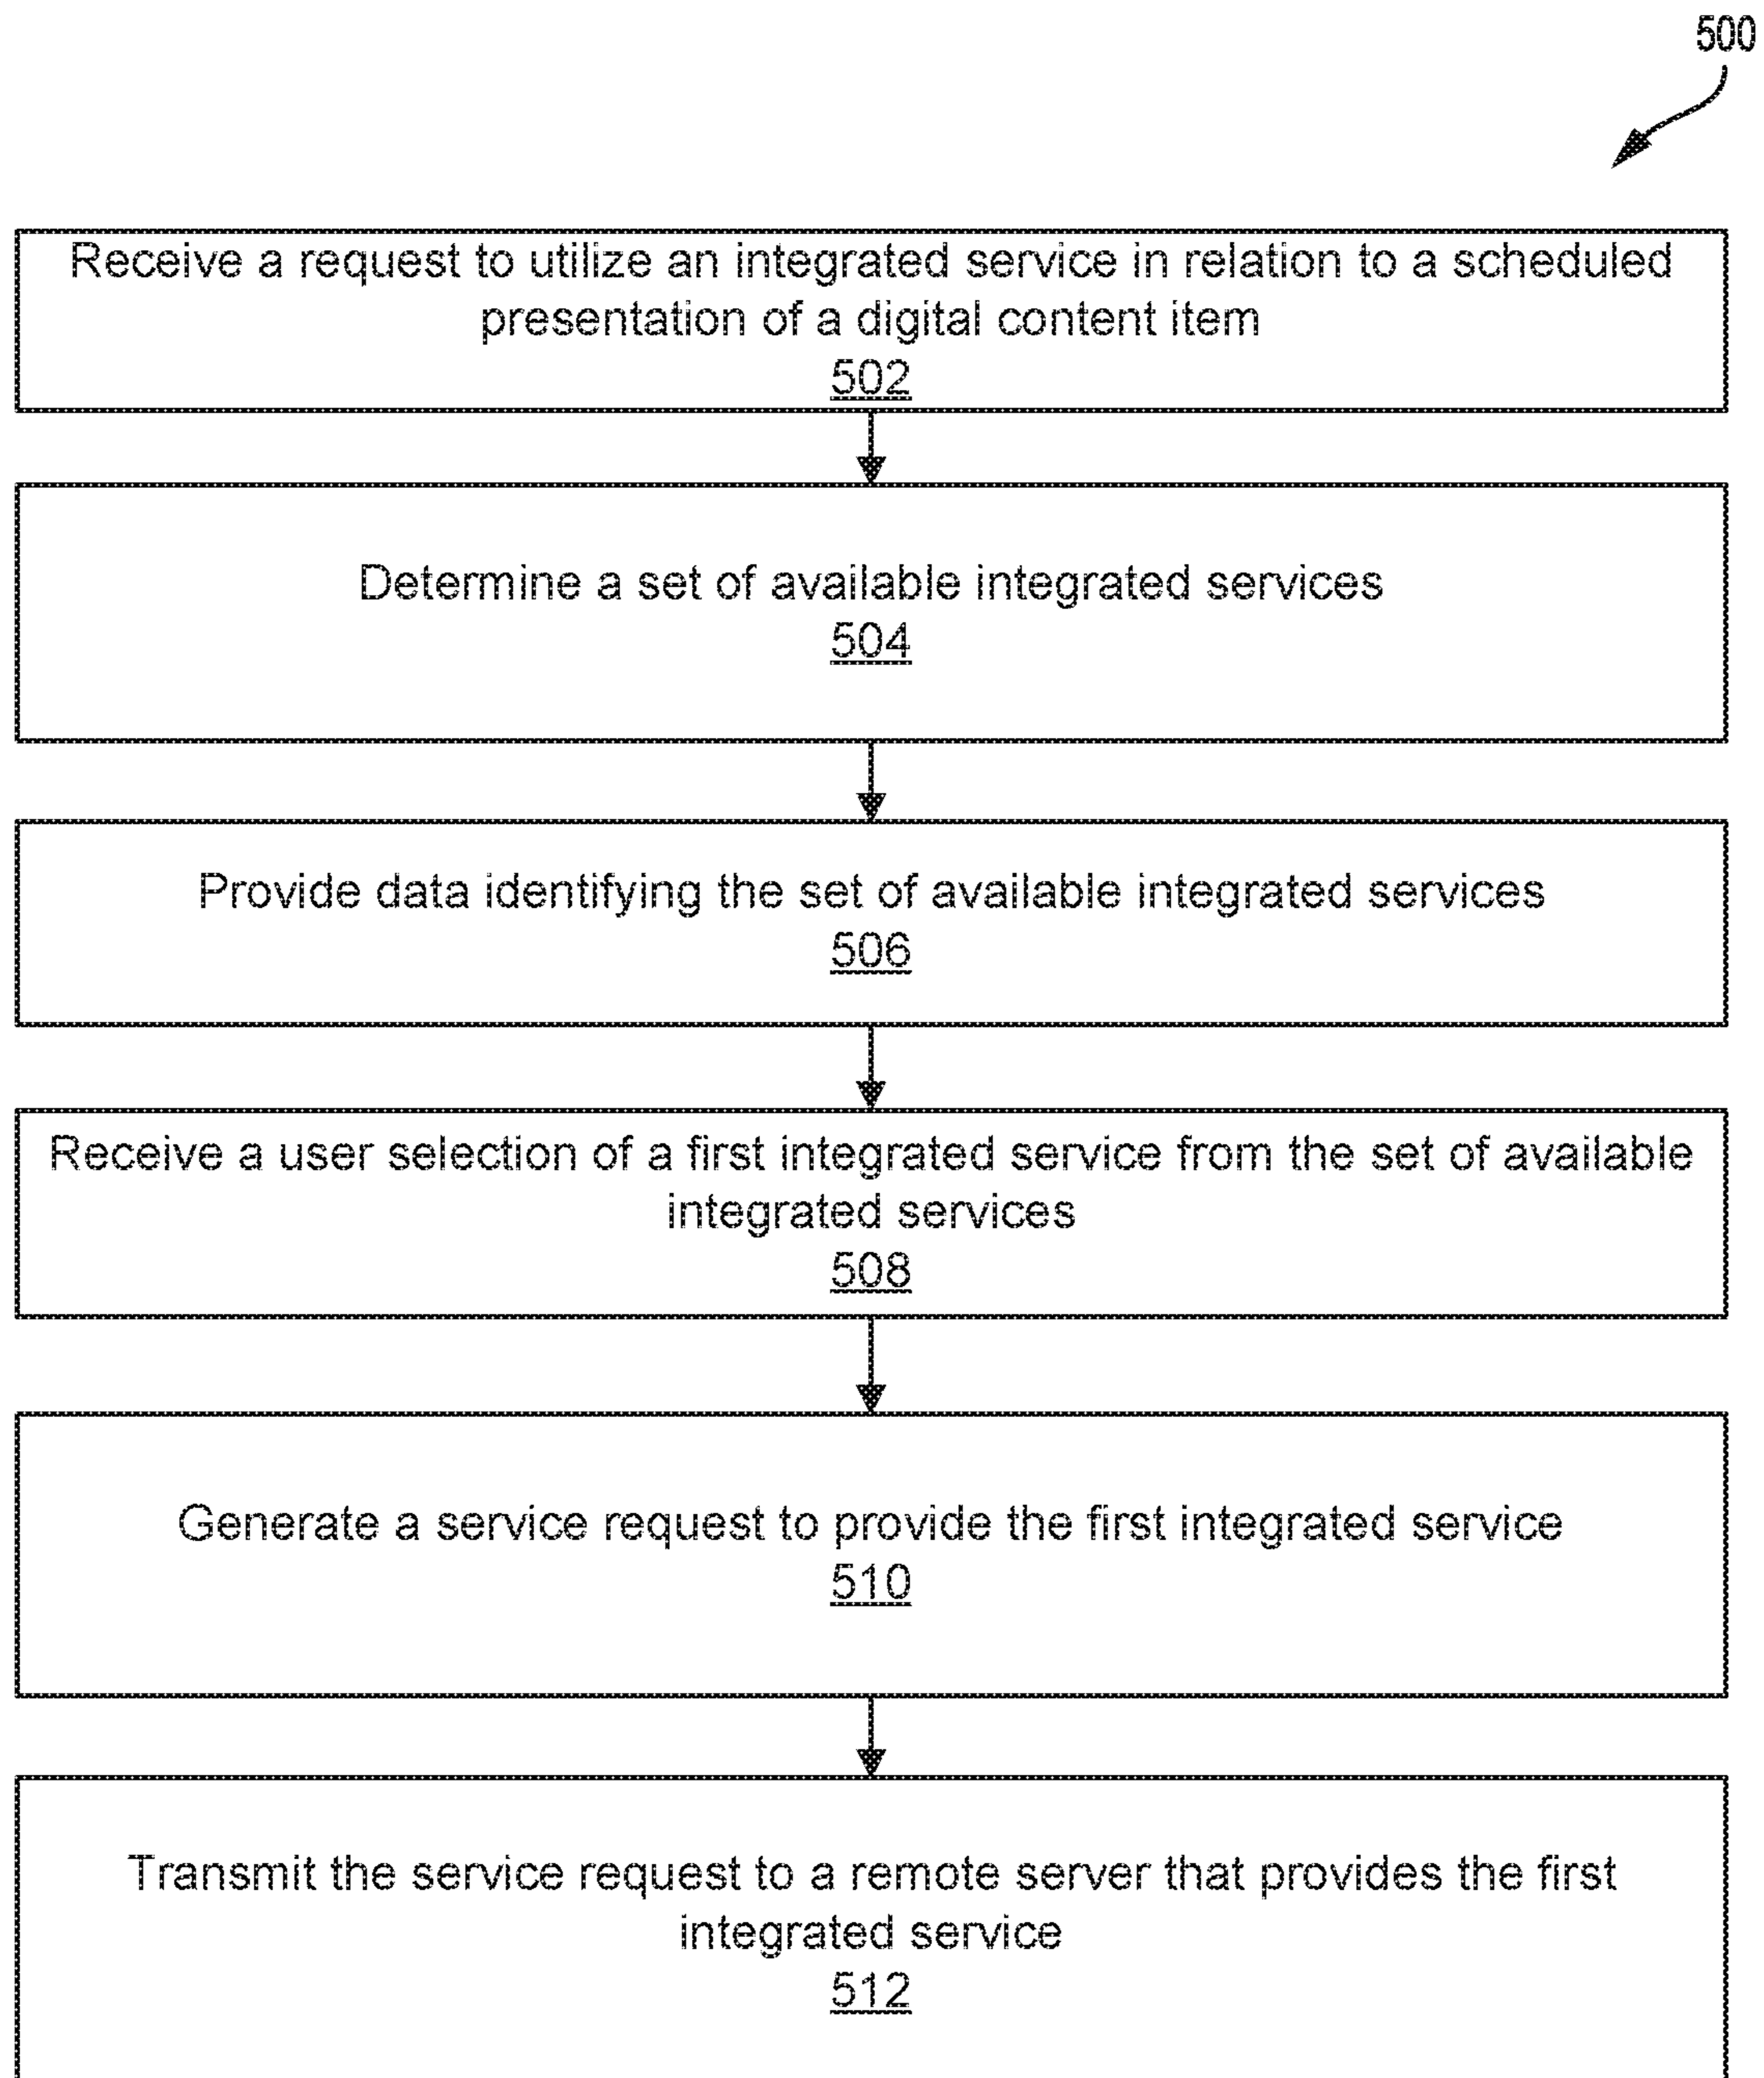 500
Receive a request to utilize an integrated service in relation to a scheduled
presentation of a digital content item
502
Determine a set of available integrated services
504
Provide data identifying the set of available integrated services
506
Receive a user selection of a first integrated service from the set of available
integrated services
508
Generate a service request to provide the first integrated service
510
Transmit the service request to a remote server that provides the first
integrated service
512